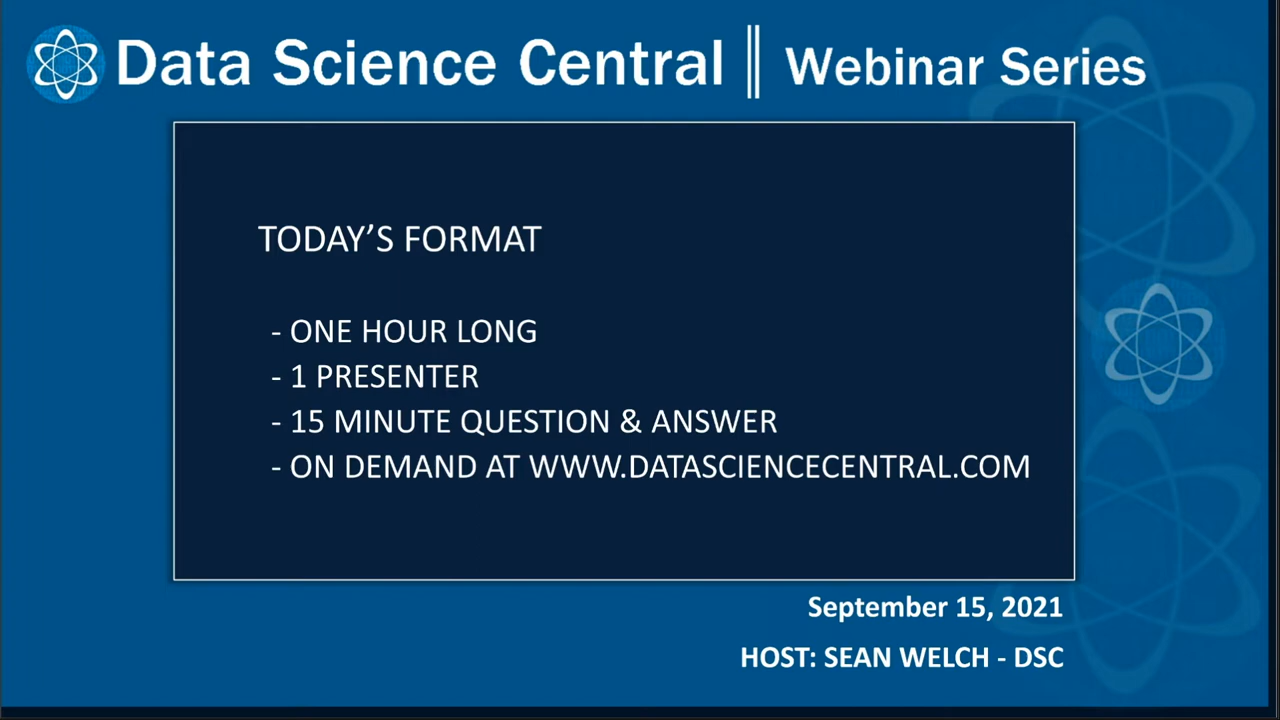 Data Science Central || Webinar Series
TODAY’S FORMAT
- ONE HOUR LONG
- 1 PRESENTER
- 15 MINUTE QUESTION & ANSWER
- ON DEMAND AT WWW.DATASCIENCECENTRAL.COM
September 15, 2021
HOST: SEAN WELCH - DSC